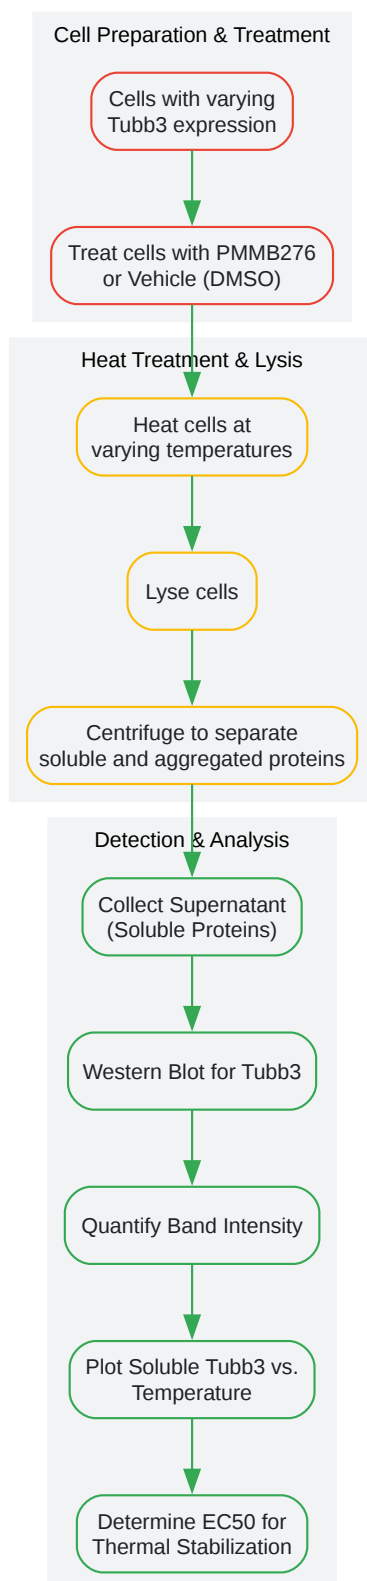 Cell Preparation & Treatment
Cells with varying
Tubb3 expression
Treat cells with PMMB276
or Vehicle (DMSO)
Heat Treatment & Lysis
Heat cells at
varying temperatures
Lyse cells
Centrifuge to separate
soluble and aggregated proteins
Detection & Analysis
Collect Supernatant
(Soluble Proteins)
Western Blot for Tubb3
Quantify Band Intensity
Plot Soluble Tubb3 vs.
Temperature
Determine EC50 for
Thermal Stabilization